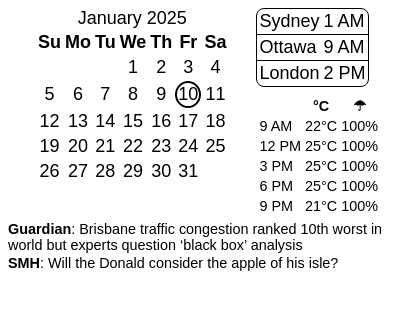 January 2025
Su Mo Tu We Th Fr Sa
1 2 3 4
5 6 7 8 9 10 11
12 13 14 15 16 17 18
19 20 21 22 23 24 25
26 27 28 29 30 31
Sydney 1 AM
Ottawa 9 AM
London 2 PM
°C ☂
9 AM 22°C 100%
12 PM 25°C 100%
3 PM 25°C 100%
6 PM 25°C 100%
9 PM 21°C 100%
Guardian: Brisbane traffic congestion ranked 10th worst in
world but experts question ‘black box’ analysis
SMH: Will the Donald consider the apple of his isle?